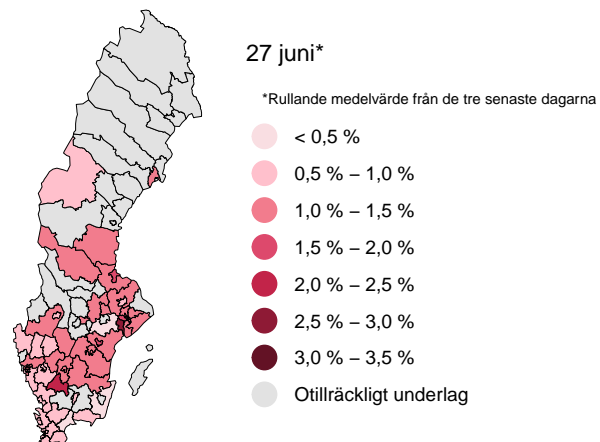 27 juni*
*Rullande medelvärde från de tre senaste dagarna
< 0,5 %
0,5 % – 1,0 %
1,0 % – 1,5 %
1,5 % – 2,0 %
2,0 % – 2,5 %
2,5 % – 3,0 %
3,0 % – 3,5 %
Otillräckligt underlag